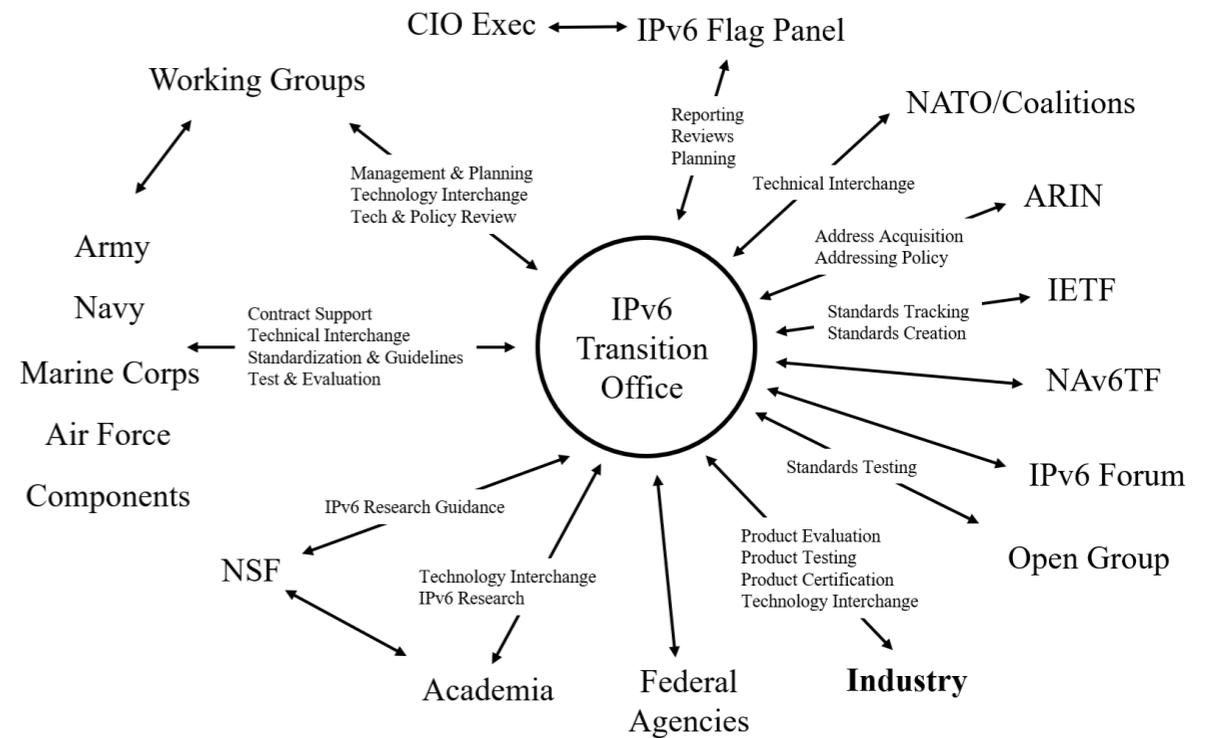 CIO Exec
IPv6 Flag Panel
Working Groups
NATO/Coalitions
Reporting
Reviews
Planning
Management & Planning
Technology Interchange
Tech & Policy Review
Technical Interchange
ARIN
Address Acquisition
Addressing Policy
Army
Navy
Marine Corps
Air Force
Components
Contract Support
Technical Interchange
Standardization & Guidelines
Test & Evaluation
IPv6
Transition
Office
IETF
Standards Tracking
Standards Creation
NAv6TF
IPv6 Forum
Standards Testing
Open Group
IPv6 Research Guidance
NSF
Technology Interchange
IPv6 Research
Academia
Federal
Agencies
Product Evaluation
Product Testing
Product Certification
Technology Interchange
Industry